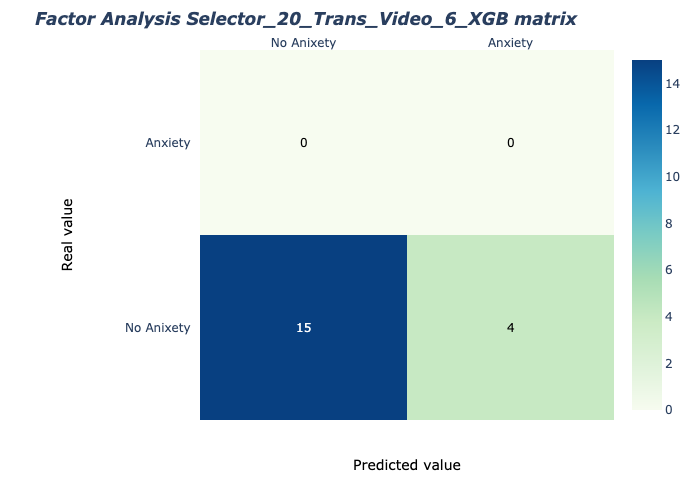 Factor Analysis Selector_20_Trans_Video_6_XGB matrix
No Anixety
Anxiety
Anxiety
0
0
Real value
No Anixety
15
4
Predicted value
14
12
10
8
6
4
2
0